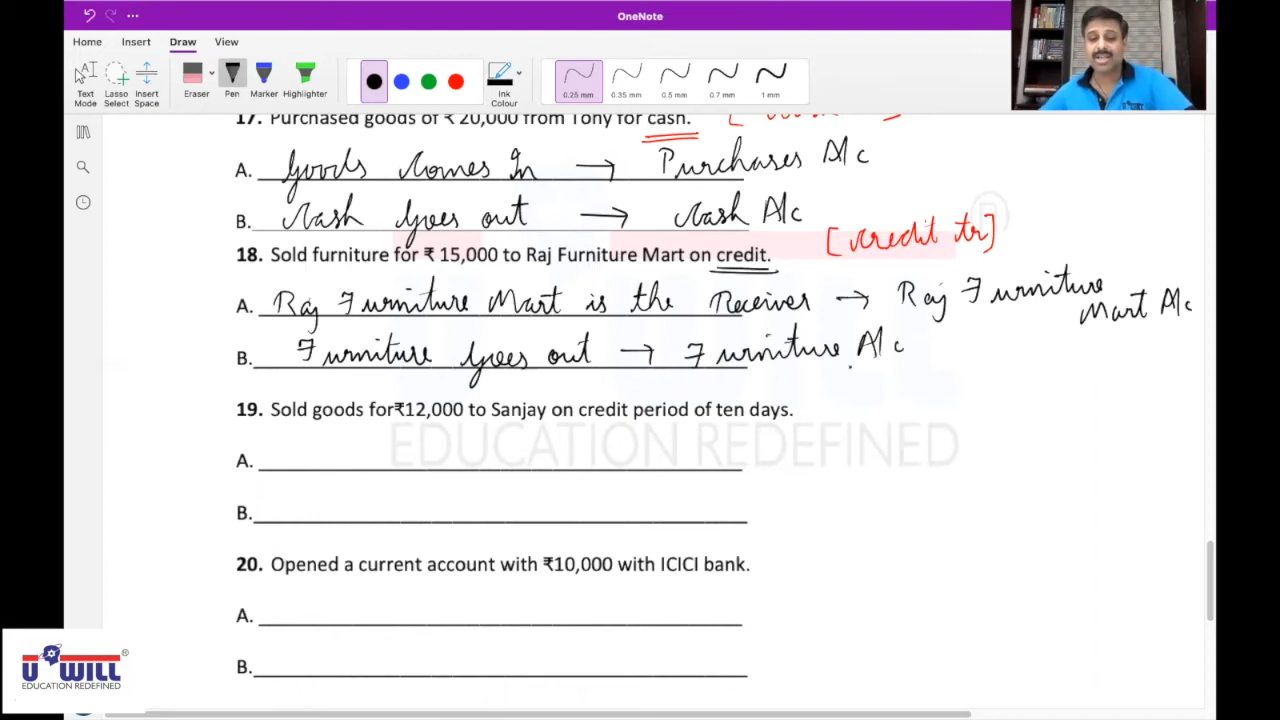 OneNote
Home Insert Draw View
Text Mode
Lasso Select
Insert Space
Eraser
Pen
Marker
Highlighter
Ink Colour
0.25 mm
0.35 mm
0.5 mm
0.7 mm
1 mm
17. Purchased goods of ₹ 20,000 from Tony for cash.
A. Goods Comes In → Purchases A/c
B. Cash Goes out → Cash A/c
[Credit tr]
18. Sold furniture for ₹ 15,000 to Raj Furniture Mart on credit.
A. Raj Furniture Mart is the Receiver → Raj Furniture Mart A/c
B. Furniture Goes out → Furniture A/c
19. Sold goods for₹12,000 to Sanjay on credit period of ten days.
EDUCATION REDEFINED
A.
B.
20. Opened a current account with ₹10,000 with ICICI bank.
A.
B.
U WILL
EDUCATION REDEFINED